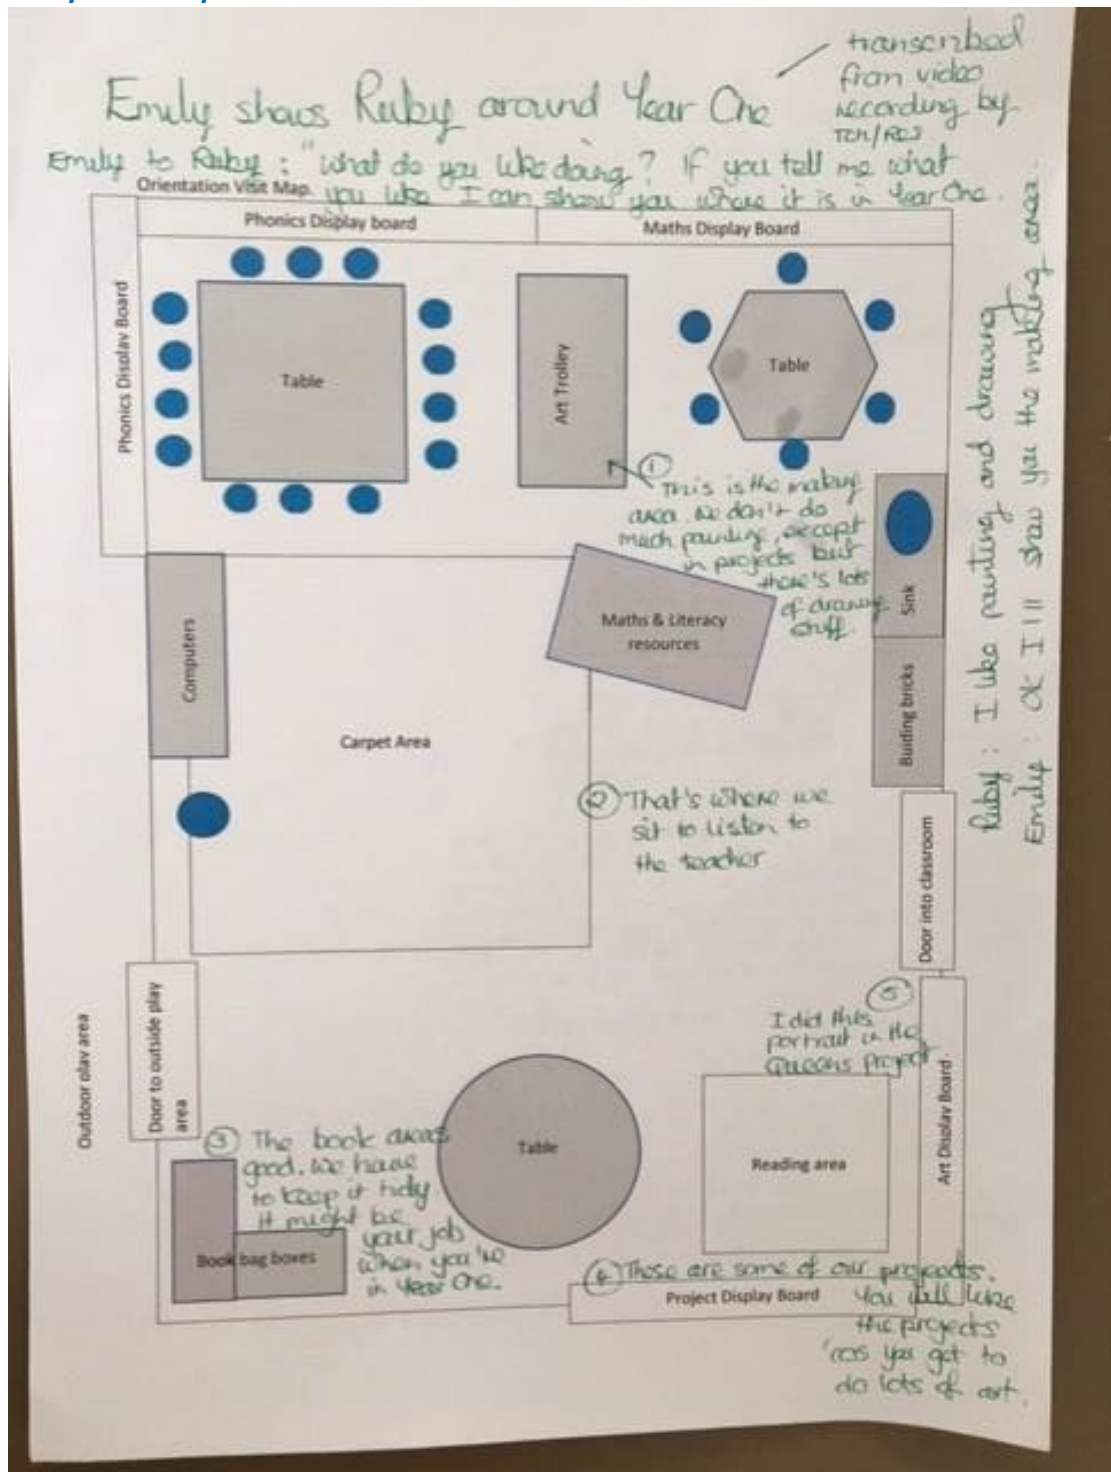 transcribed
from video
recording by
TCH/RES
Emily shows Ruby around Year One
Emily to Ruby: "What do you like doing? If you tell me what
you like I can show you where it is in Year One.
Orientation Visit Map.
Phonics Display board
Maths Display Board
Phonics Display Board
Table
Art Trolley
Table
① This is the making
area. We don't do
much painting, except
in projects but
there's lots
of drawing
stuff.
Ruby: I like painting and drawing
Emily: OK I'll show you the making area.
Computers
Maths & Literacy
resources
Sink
Buiding bricks
Carpet Area
② That's where we
sit to listen to
the teacher
Door into classroom
Outdoor play area
Door to outside play
area
⑤
I did this
portrait in the
Queens project
Art Display Board
③ The book areas
good. We have
to keep it tidy
It might be
your job
when you're
in Year One.
Book bag boxes
Table
Reading area
④ These are some of our projects.
You will like
the projects
'cos you get to
do lots of art.
Project Display Board